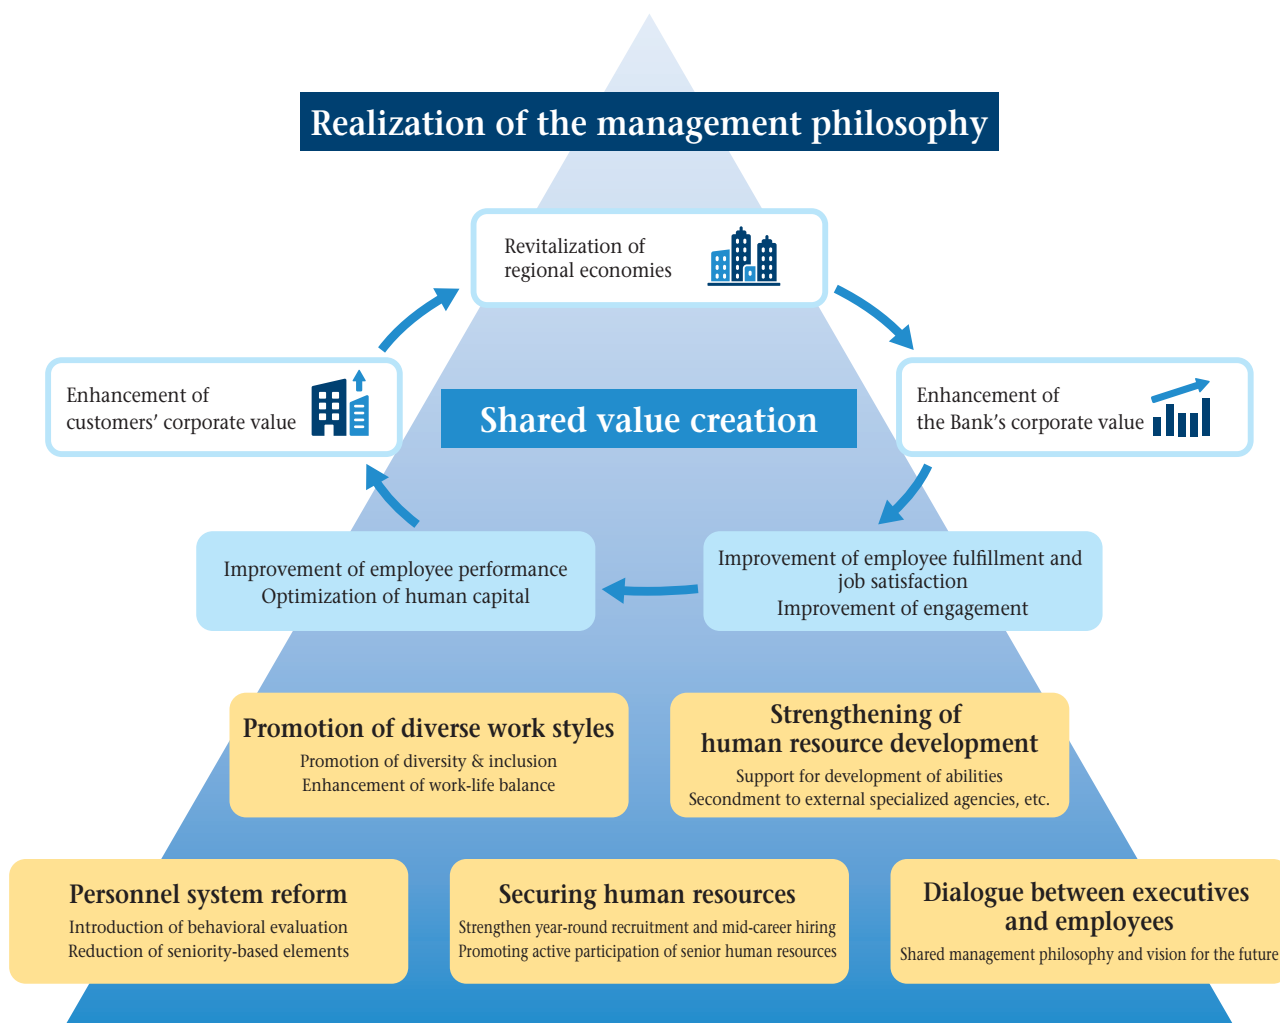 Realization of the management philosophy
Revitalization of
regional economies
Enhancement of
customers’ corporate value
Shared value creation
Enhancement of
the Bank’s corporate value
Improvement of employee performance
Optimization of human capital
Improvement of employee fulfillment and
job satisfaction
Improvement of engagement
Promotion of diverse work styles
Promotion of diversity & inclusion
Enhancement of work-life balance
Strengthening of
human resource development
Support for development of abilities
Secondment to external specialized agencies, etc.
Personnel system reform
Introduction of behavioral evaluation
Reduction of seniority-based elements
Securing human resources
Strengthen year-round recruitment and mid-career hiring
Promoting active participation of senior human resources
Dialogue between executives
and employees
Shared management philosophy and vision for the future